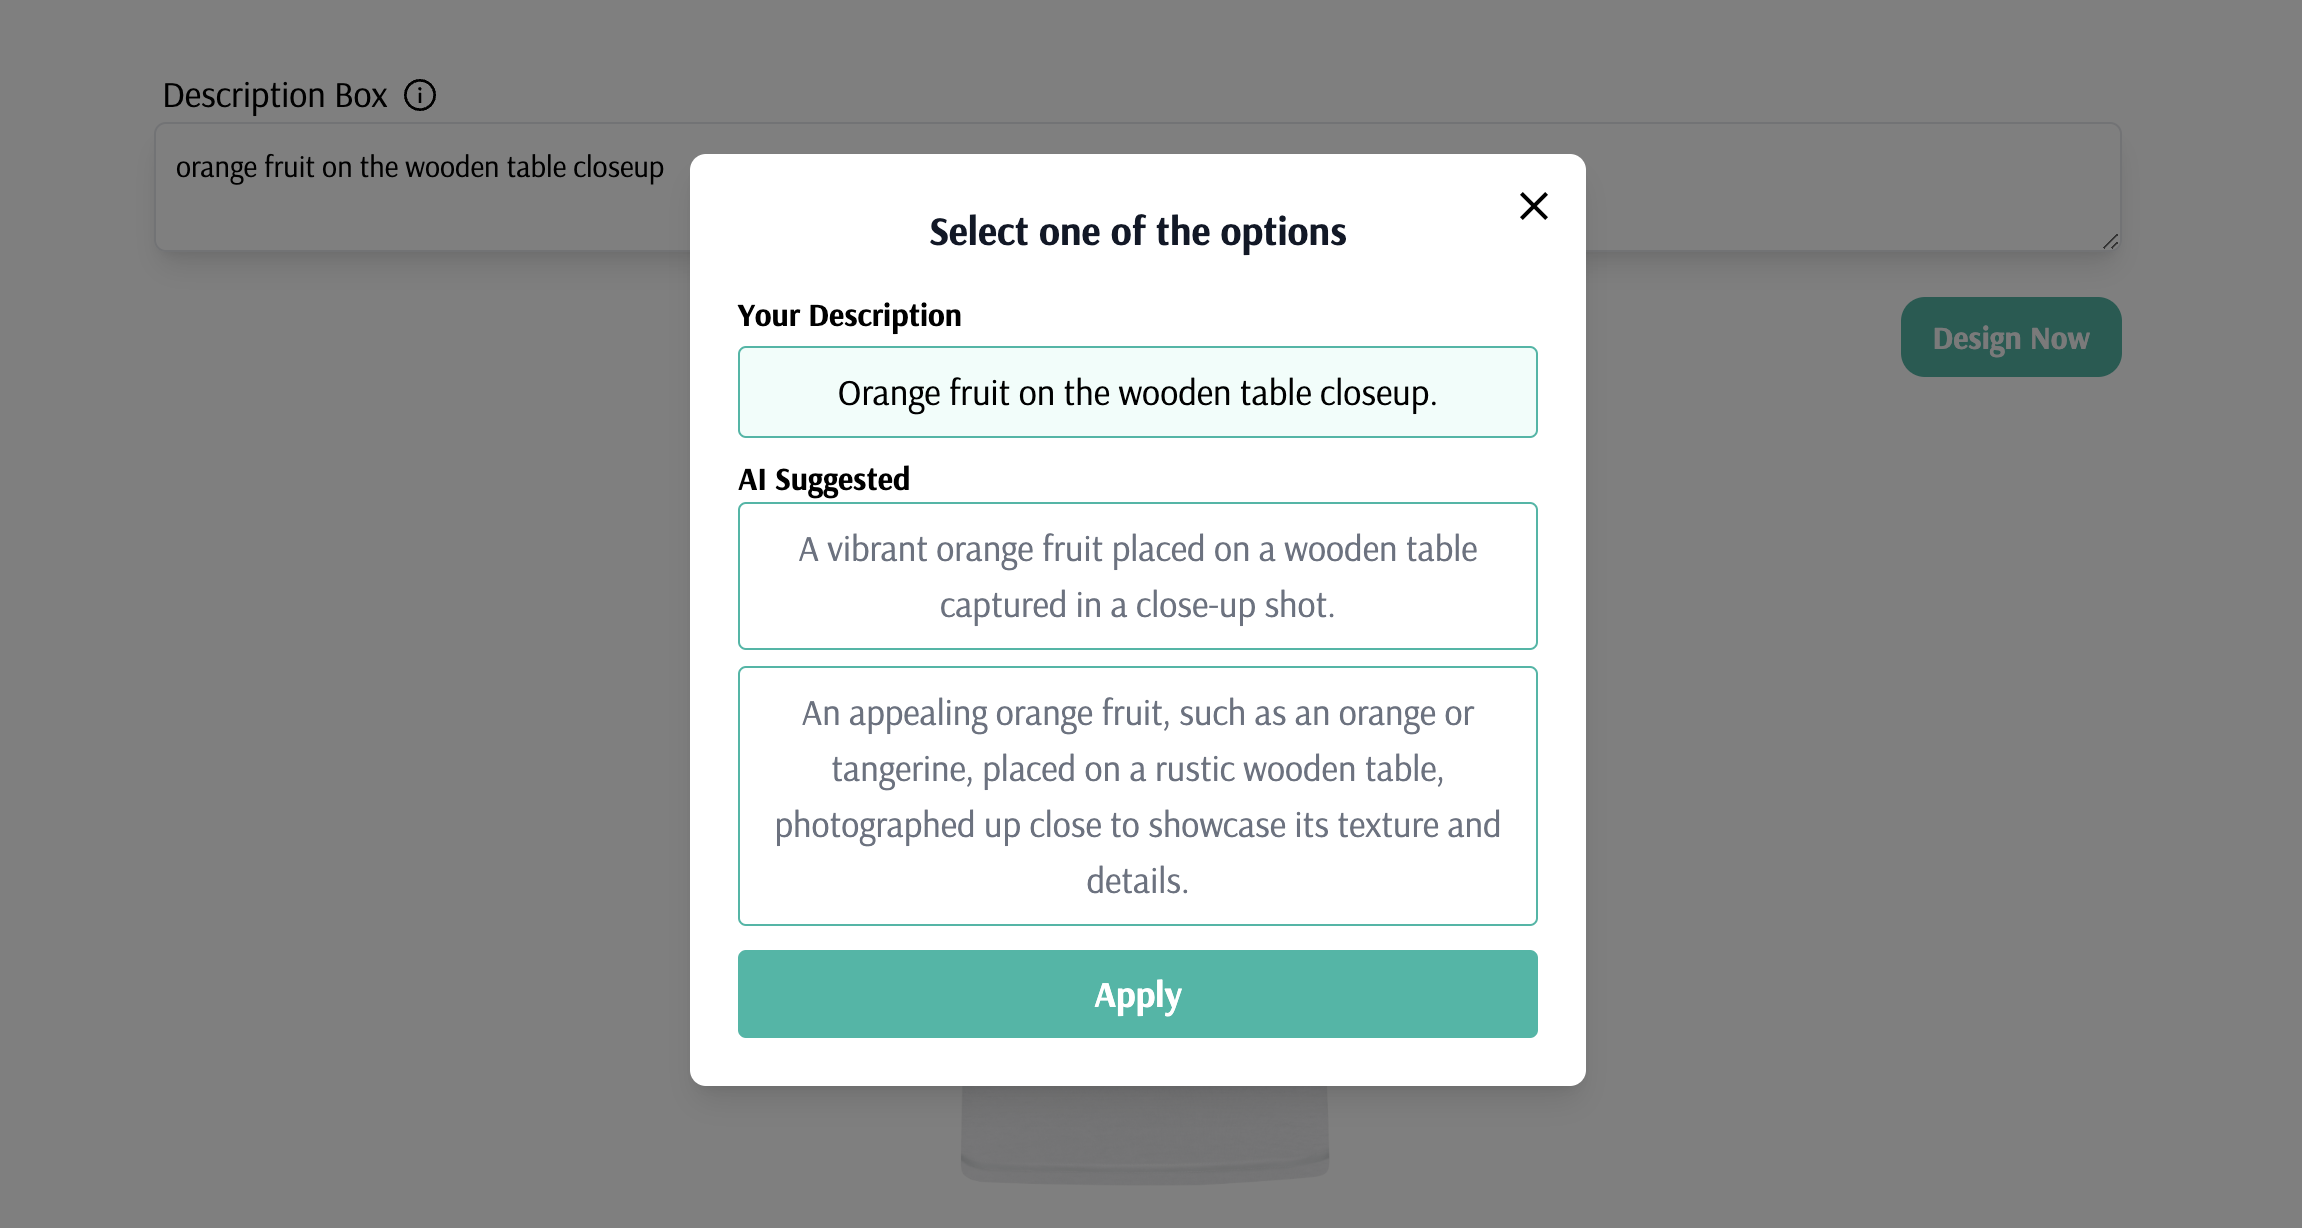 Description Box
orange fruit on the wooden table closeup
Select one of the options
Your Description
Orange fruit on the wooden table closeup.
AI Suggested
A vibrant orange fruit placed on a wooden table
captured in a close-up shot.
An appealing orange fruit, such as an orange or
tangerine, placed on a rustic wooden table,
photographed up close to showcase its texture and
details.
Apply
Design Now